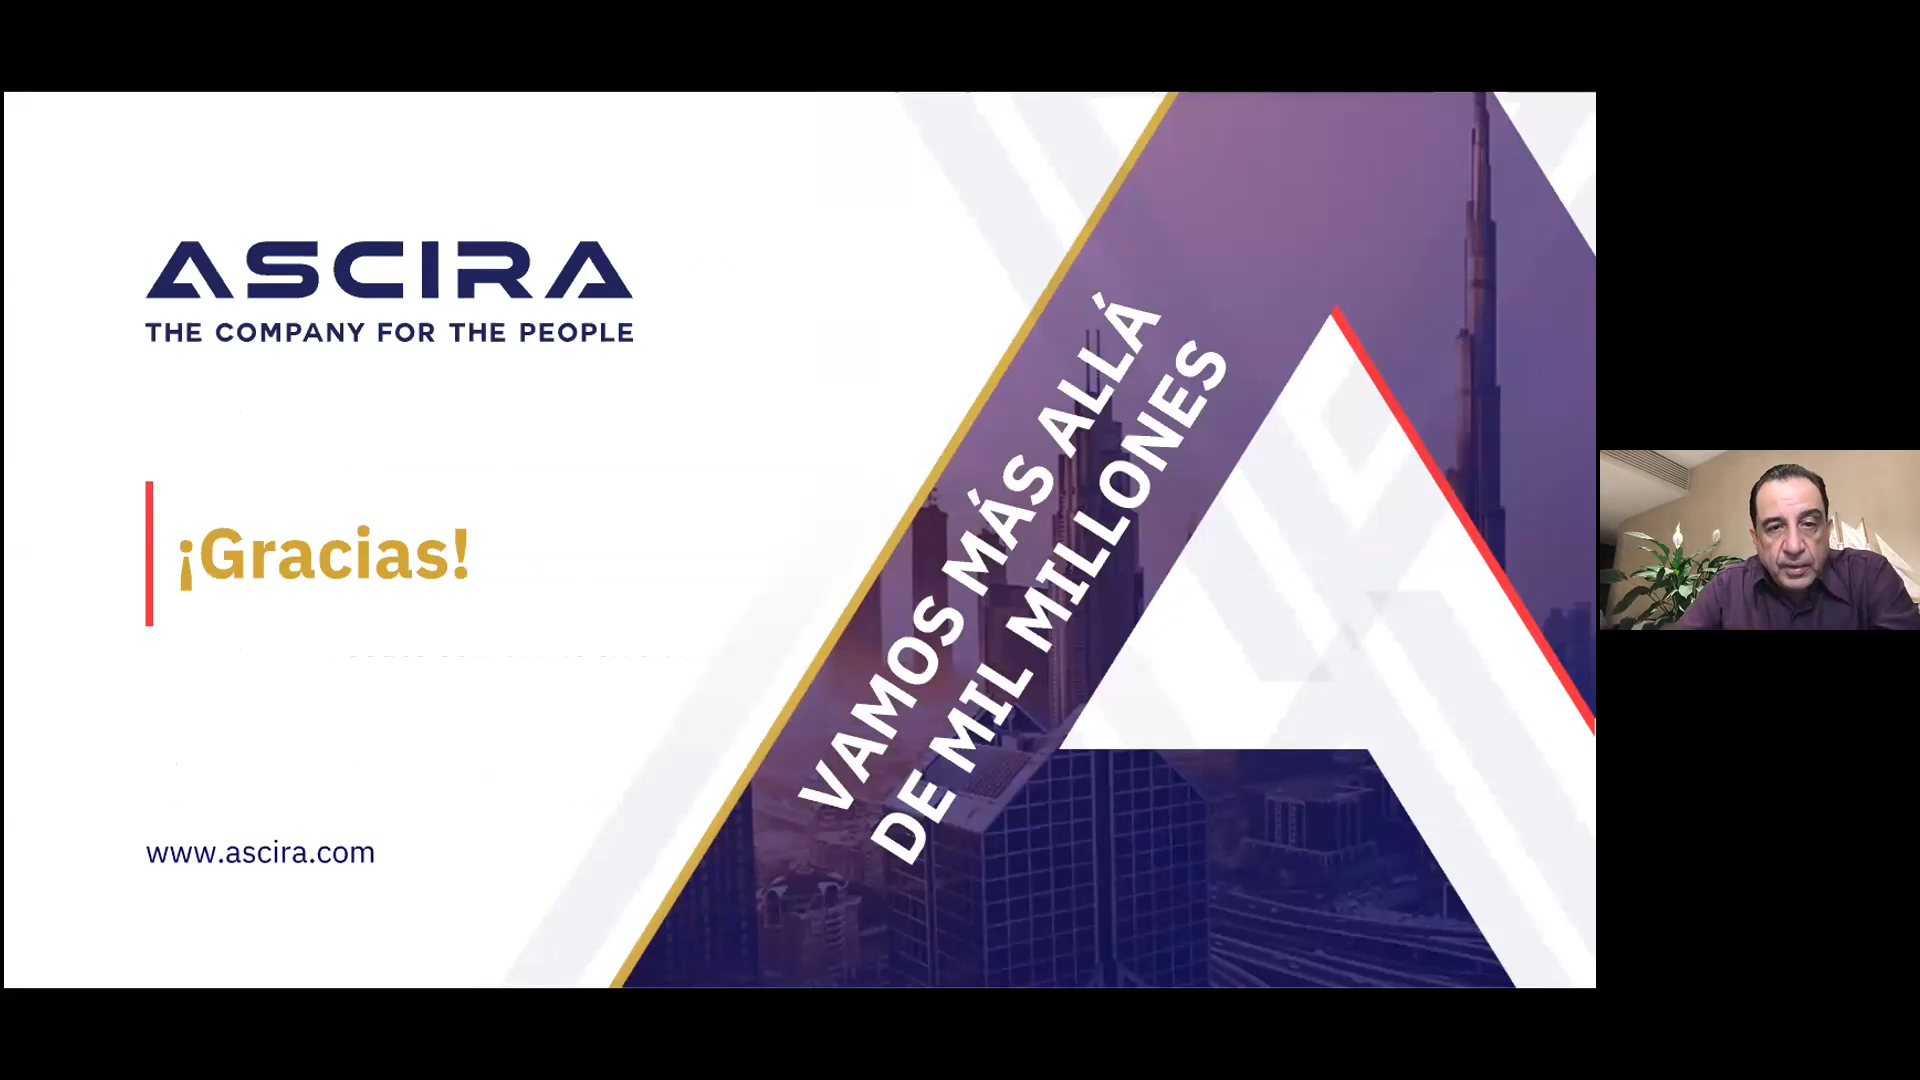 ASCIRA
THE COMPANY FOR THE PEOPLE
¡Gracias!
www.ascira.com
VAMOS MÁS ALLÁ
DE MIL MILLONES